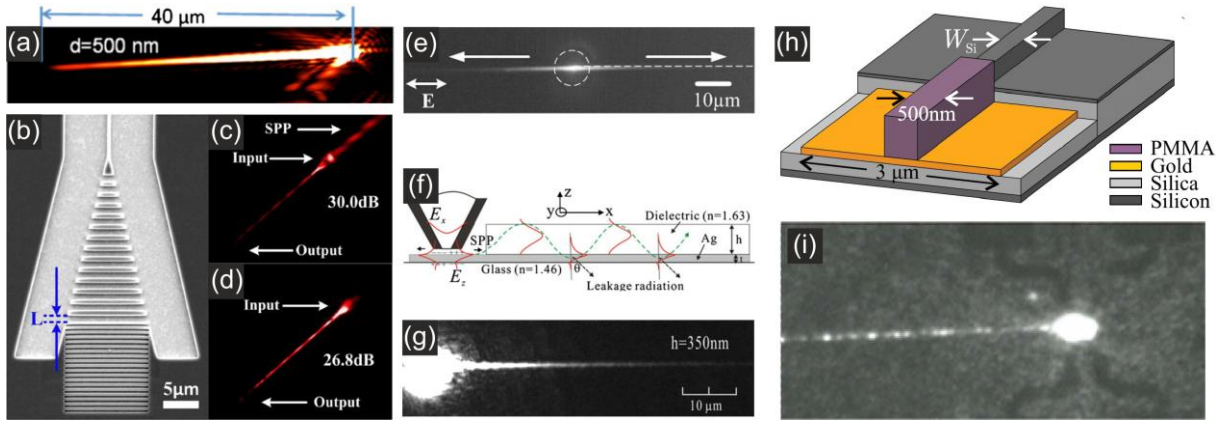 40 μm
(a)
d=500 nm
(b)
L
5μm
(c)
SPP
Input
30.0dB
Output
(d)
Input
26.8dB
Output
(e)
E
10μm
(f)
z
y
x
Dielectric (n=1.63)
Ex
SPP
h
Ag
t
Glass (n=1.46)
θ
Ez
Leakage radiation
(g)
h=350nm
10 μm
(h)
WSi
500nm
3 μm
PMMA
Gold
Silica
Silicon
(i)